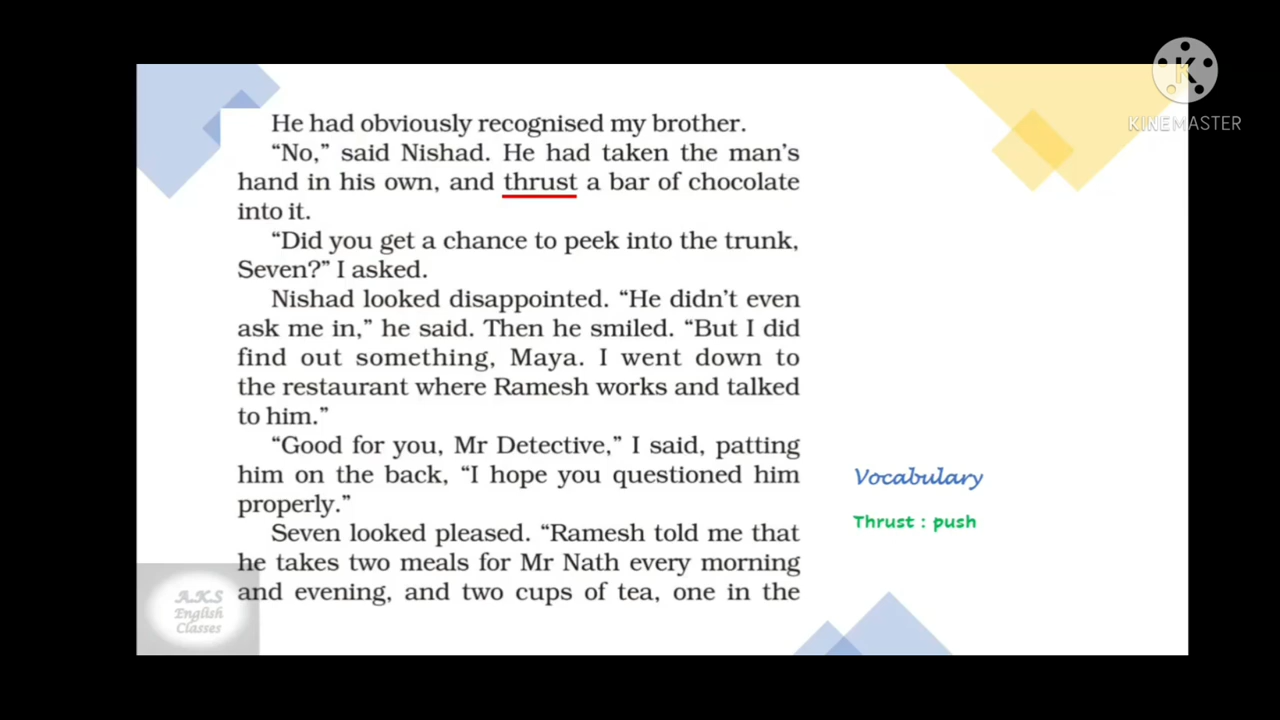 He had obviously recognised my brother.
“No,” said Nishad. He had taken the man’s
hand in his own, and thrust a bar of chocolate
into it.
“Did you get a chance to peek into the trunk,
Seven?” I asked.
Nishad looked disappointed. “He didn’t even
ask me in,” he said. Then he smiled. “But I did
find out something, Maya. I went down to
the restaurant where Ramesh works and talked
to him.”
“Good for you, Mr Detective,” I said, patting
him on the back, “I hope you questioned him
properly.”
Seven looked pleased. “Ramesh told me that
he takes two meals for Mr Nath every morning
and evening, and two cups of tea, one in the
Vocabulary
Thrust : push
K
KINEMASTER
A.K.S
English
Classes